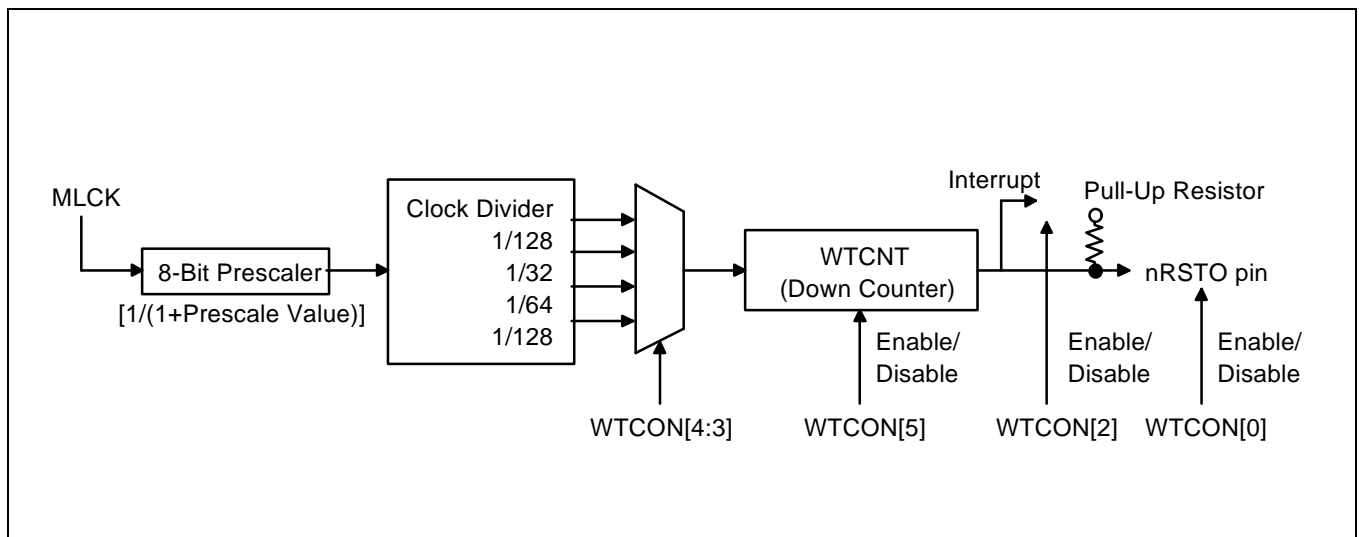 MLCK
8-Bit Prescaler
[1/(1+Prescale Value)]
Clock Divider
1/128
1/32
1/64
1/128
WTCON[4:3]
WTCNT
(Down Counter)
Enable/
Disable
WTCON[5]
Interrupt
Enable/
Disable
WTCON[2]
Pull-Up Resistor
nRSTO pin
Enable/
Disable
WTCON[0]